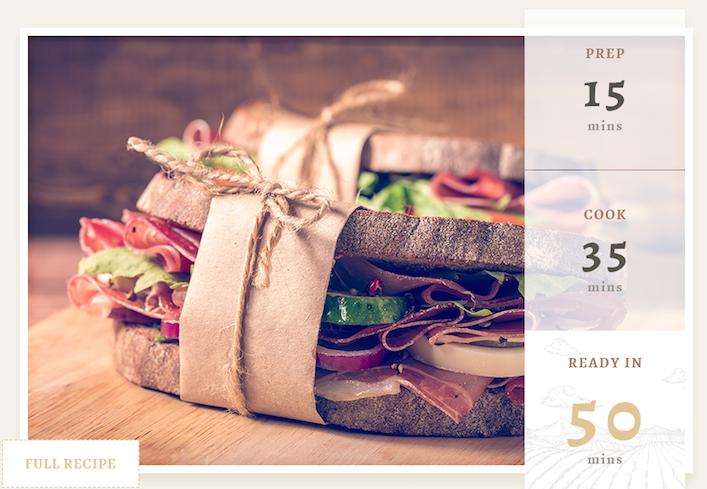 PREP
15
mins
COOK
35
mins
READY IN
50
mins
FULL RECIPE